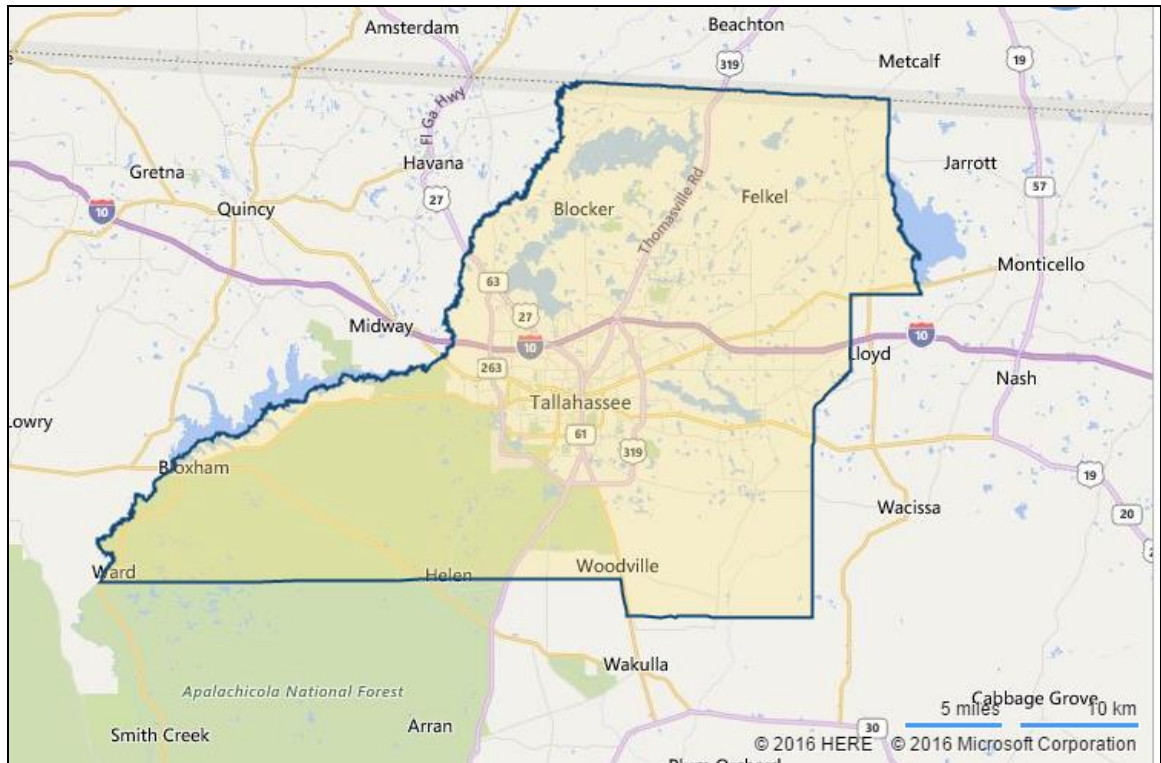 Amsterdam
Beachton
319
19
Metcalf
Fl Ga Hwy
Havana
Jarrott
Gretna
27
57
Felkel
Quincy
Blocker
10
Thomasville Rd
Monticello
63
27
Midway
10
10
Lloyd
263
Nash
Tallahassee
61
319
Bloxham
19
Wacissa
20
Ward
Helen
Woodville
Wakulla
Apalachicola National Forest
Cabbage Grove
5 miles
10 km
Arran
Smith Creek
30
© 2016 HERE © 2016 Microsoft Corporation